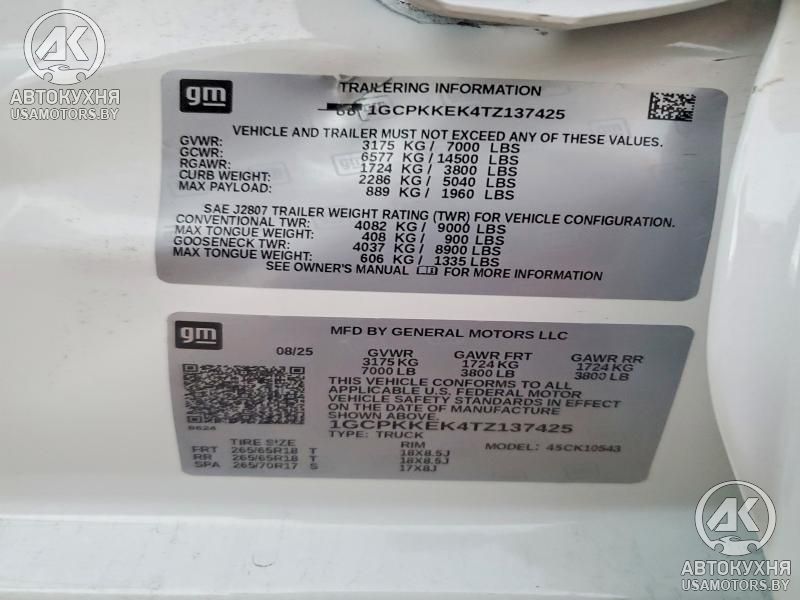 AK
АВТОКУХНЯ
USAMOTORS.BY
gm
TRAILERING INFORMATION
1GCPKKEK4TZ137425
VEHICLE AND TRAILER MUST NOT EXCEED ANY OF THESE VALUES.
GVWR: 3175 KG / 7000 LBS
GCWR: 6577 KG / 14500 LBS
RGAWR: 1724 KG / 3800 LBS
CURB WEIGHT: 2286 KG / 5040 LBS
MAX PAYLOAD: 889 KG / 1960 LBS
SAE J2807 TRAILER WEIGHT RATING (TWR) FOR VEHICLE CONFIGURATION.
CONVENTIONAL TWR: 4082 KG / 9000 LBS
MAX TONGUE WEIGHT: 408 KG / 900 LBS
GOOSENECK TWR: 4037 KG / 8900 LBS
MAX TONGUE WEIGHT: 606 KG / 1335 LBS
SEE OWNER'S MANUAL FOR MORE INFORMATION
gm
MFD BY GENERAL MOTORS LLC
08/25 GVWR GAWR FRT GAWR RR
3175 KG 1724 KG 1724 KG
7000 LB 3800 LB 3800 LB
THIS VEHICLE CONFORMS TO ALL
APPLICABLE U.S. FEDERAL MOTOR
VEHICLE SAFETY STANDARDS IN EFFECT
ON THE DATE OF MANUFACTURE
SHOWN ABOVE.
1GCPKKEK4TZ137425
TYPE: TRUCK MODEL: 4SCK10543
TIRE SIZE RIM
FRT 265/65R18 T 18X8.5J
RR 265/65R18 T 18X8.5J
SPA 265/70R17 S 17X8J
AK
АВТОКУХНЯ
USAMOTORS.BY